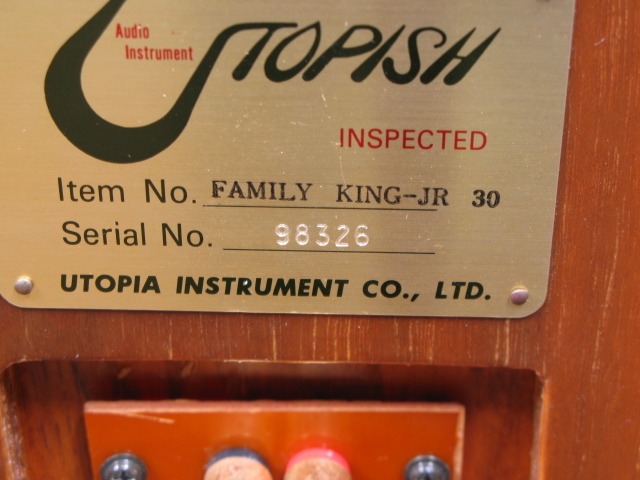 Audio
Instrument
UTOPISH
INSPECTED
Item No. FAMILY KING-JR 30
Serial No. 98326
UTOPIA INSTRUMENT CO., LTD.